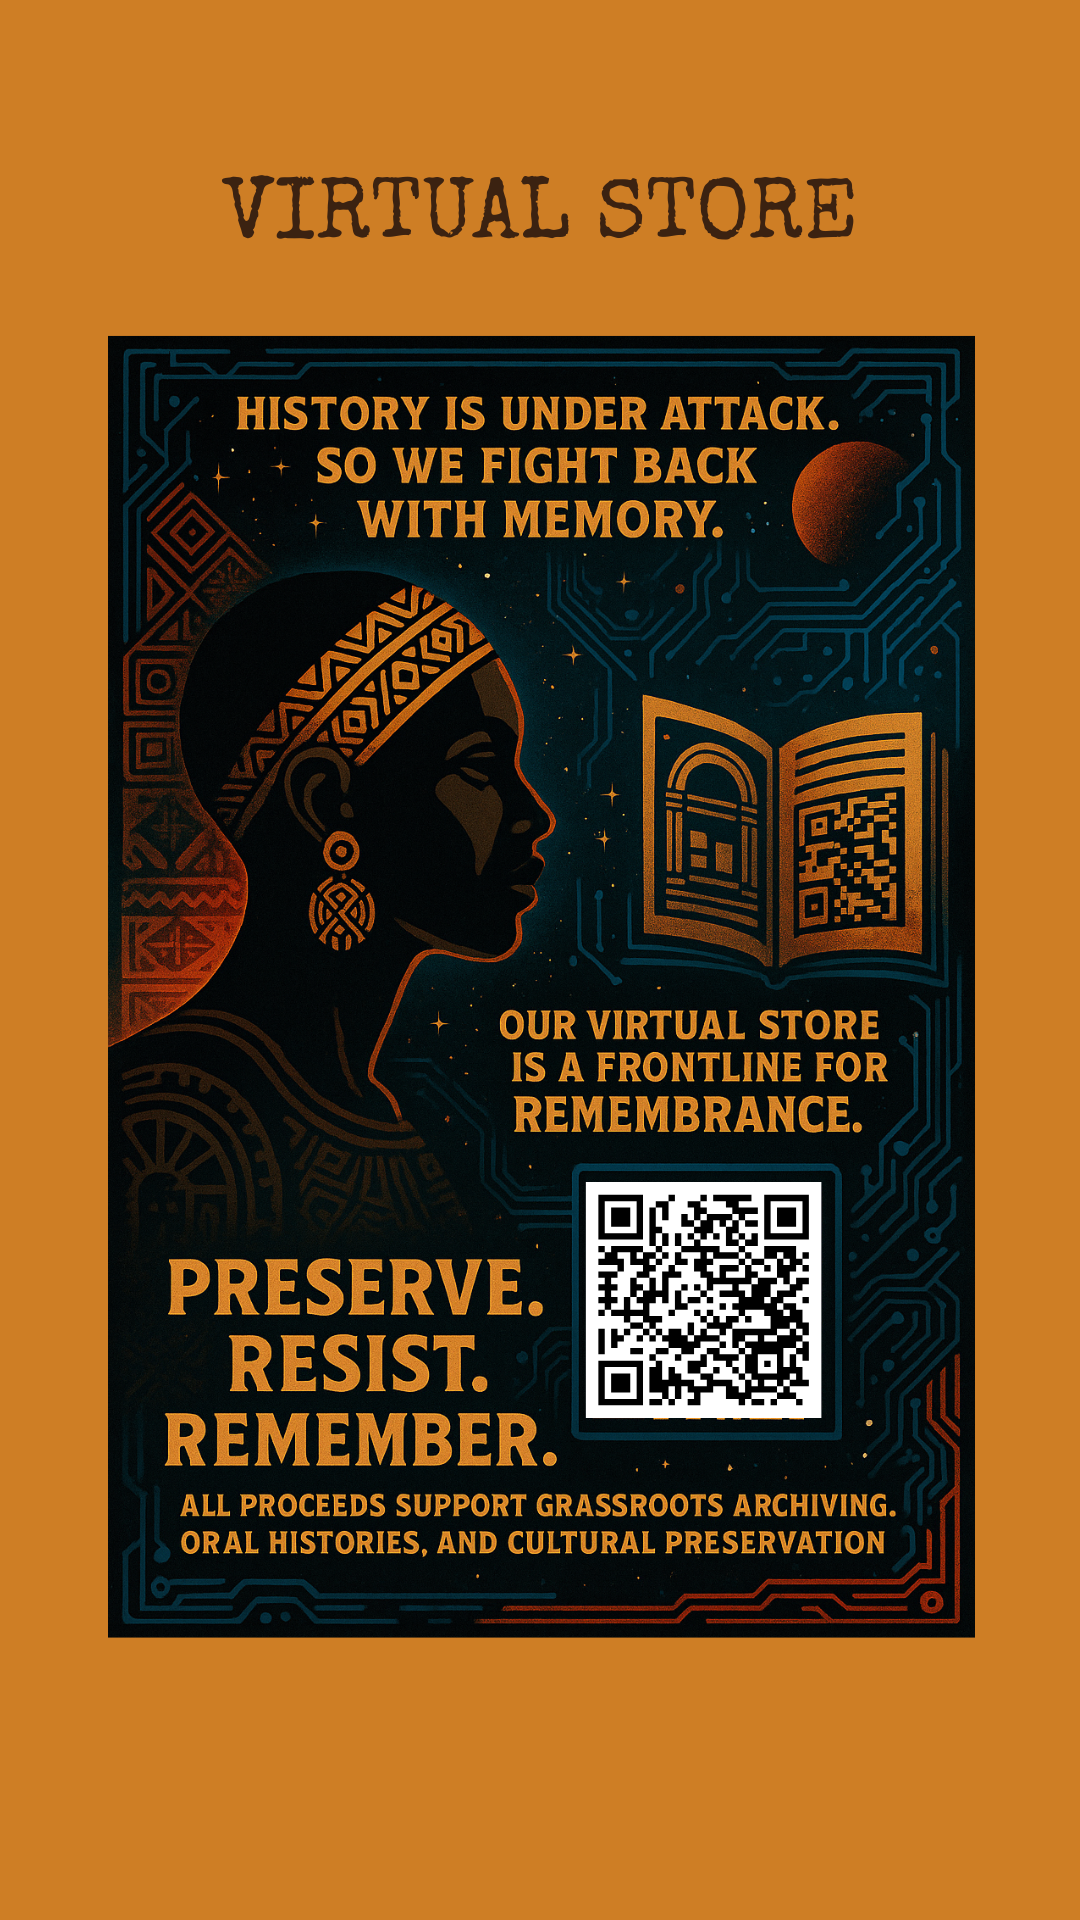 VIRTUAL STORE
HISTORY IS UNDER ATTACK.
SO WE FIGHT BACK
WITH MEMORY.
OUR VIRTUAL STORE
IS A FRONTLINE FOR
REMEMBRANCE.
PRESERVE.
RESIST.
REMEMBER.
ALL PROCEEDS SUPPORT GRASSROOTS ARCHIVING.
ORAL HISTORIES, AND CULTURAL PRESERVATION